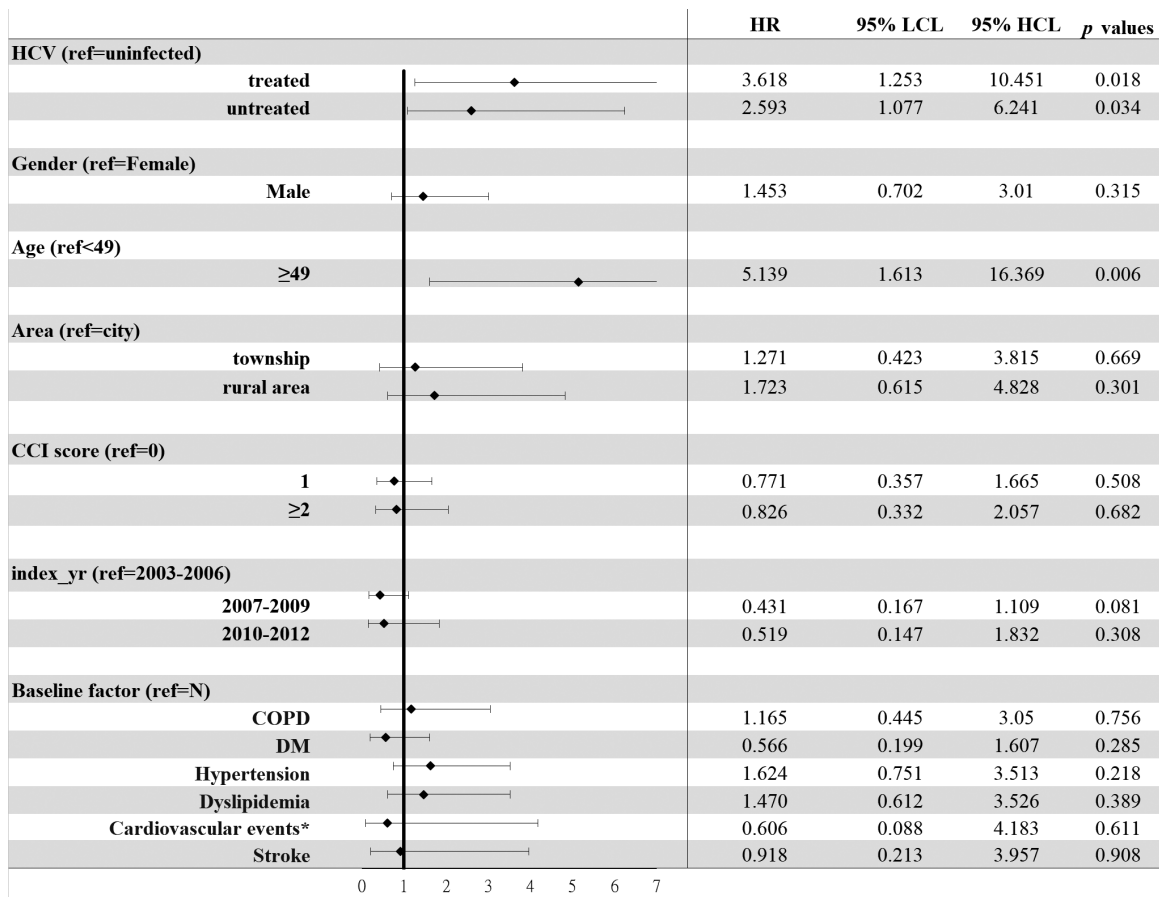 HR 95% LCL 95% HCL p values
HCV (ref=uninfected)
treated 3.618 1.253 10.451 0.018
untreated 2.593 1.077 6.241 0.034
Gender (ref=Female)
Male 1.453 0.702 3.01 0.315
Age (ref<49)
≥49 5.139 1.613 16.369 0.006
Area (ref=city)
township 1.271 0.423 3.815 0.669
rural area 1.723 0.615 4.828 0.301
CCI score (ref=0)
1 0.771 0.357 1.665 0.508
≥2 0.826 0.332 2.057 0.682
index_yr (ref=2003-2006)
2007-2009 0.431 0.167 1.109 0.081
2010-2012 0.519 0.147 1.832 0.308
Baseline factor (ref=N)
COPD 1.165 0.445 3.05 0.756
DM 0.566 0.199 1.607 0.285
Hypertension 1.624 0.751 3.513 0.218
Dyslipidemia 1.470 0.612 3.526 0.389
Cardiovascular events* 0.606 0.088 4.183 0.611
Stroke 0.918 0.213 3.957 0.908
0 1 2 3 4 5 6 7